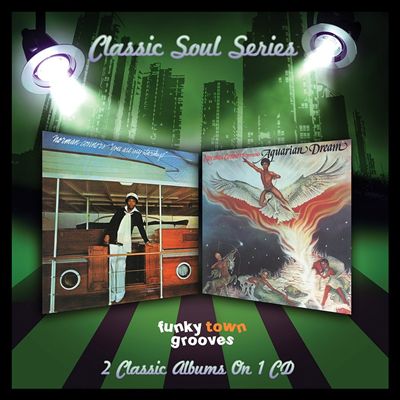 Classic Soul Series
norman connors you are my starship
Norman Connors Presents
Aquarian Dream
funky town
grooves
2 Classic Albums On 1 CD